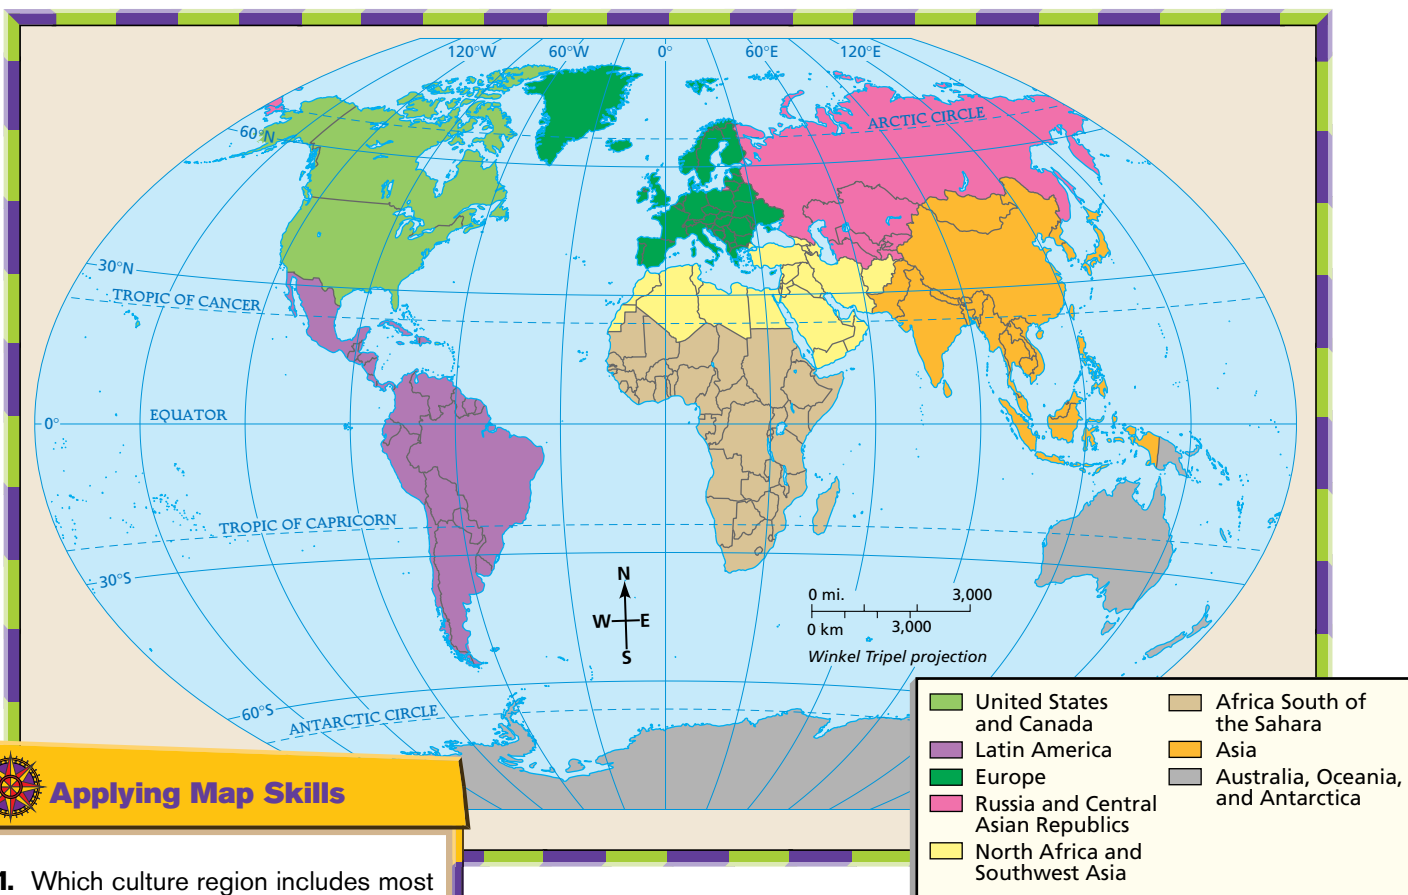 120°W 60°W 0° 60°E 120°E
ARCTIC CIRCLE
60°N
30°N
TROPIC OF CANCER
EQUATOR
0°
TROPIC OF CAPRICORN
30°S
N
W E
S
0 mi. 3,000
0 km 3,000
Winkel Tripel projection
60°S
ANTARCTIC CIRCLE
United States
and Canada
Latin America
Europe
Russia and Central
Asian Republics
North Africa and
Southwest Asia
Africa South of
the Sahara
Asia
Australia, Oceania,
and Antarctica
Applying Map Skills
1. Which culture region includes most